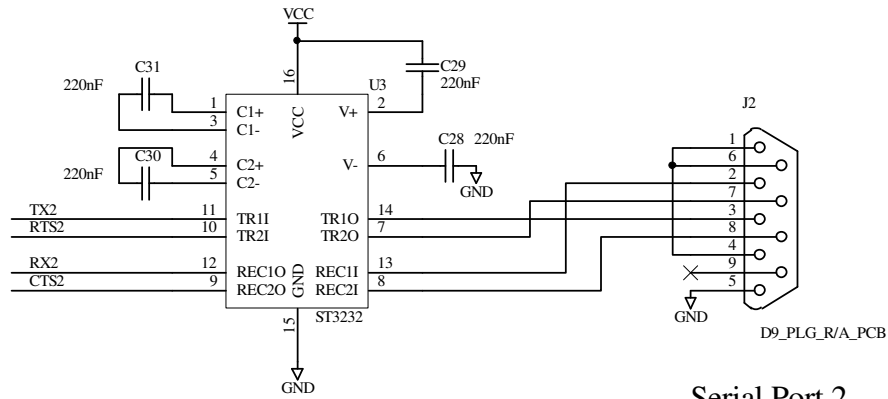 VCC
C31
220nF
16
C29
220nF
U3
J2
1
C1+
3
C1-
VCC
V+
2
C30
220nF
4
C2+
5
C2-
V-
6
C28
220nF
GND
TX2
11
TR1I
TR1O
14
RTS2
10
TR2I
TR2O
7
RX2
12
REC1O
REC1I
13
CTS2
9
REC2O
REC2I
8
GND
15
ST3232
GND
1
6
2
7
3
8
4
9
5
GND
D9_PLG_R/A_PCB
Serial Port 2